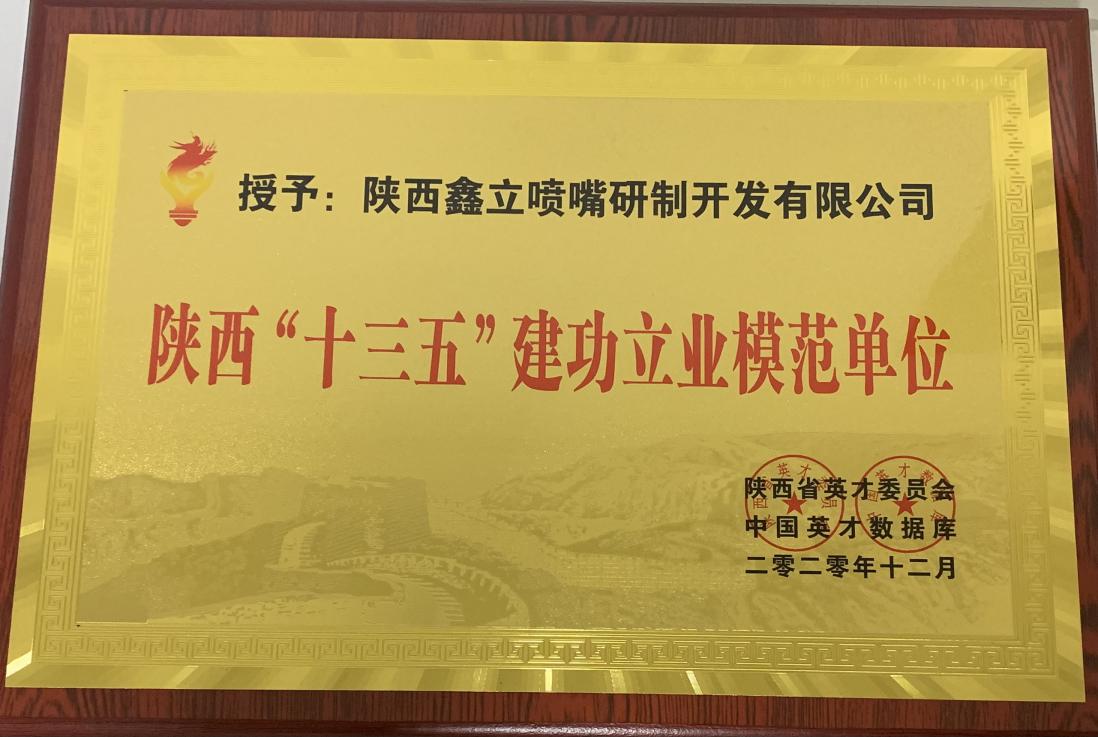 授予：陕西鑫立喷嘴研制开发有限公司
陕西“十三五”建功立业模范单位
陕西省英才委员会
中国英才数据库
二零二零年十二月